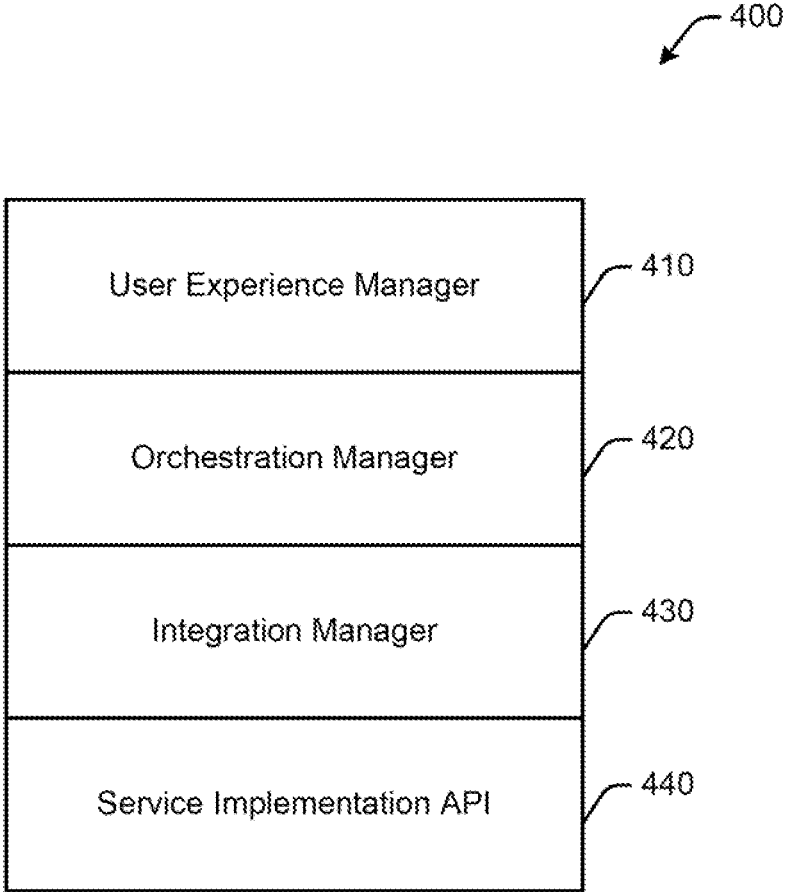 400
User Experience Manager
410
Orchestration Manager
420
Integration Manager
430
Service Implementation API
440